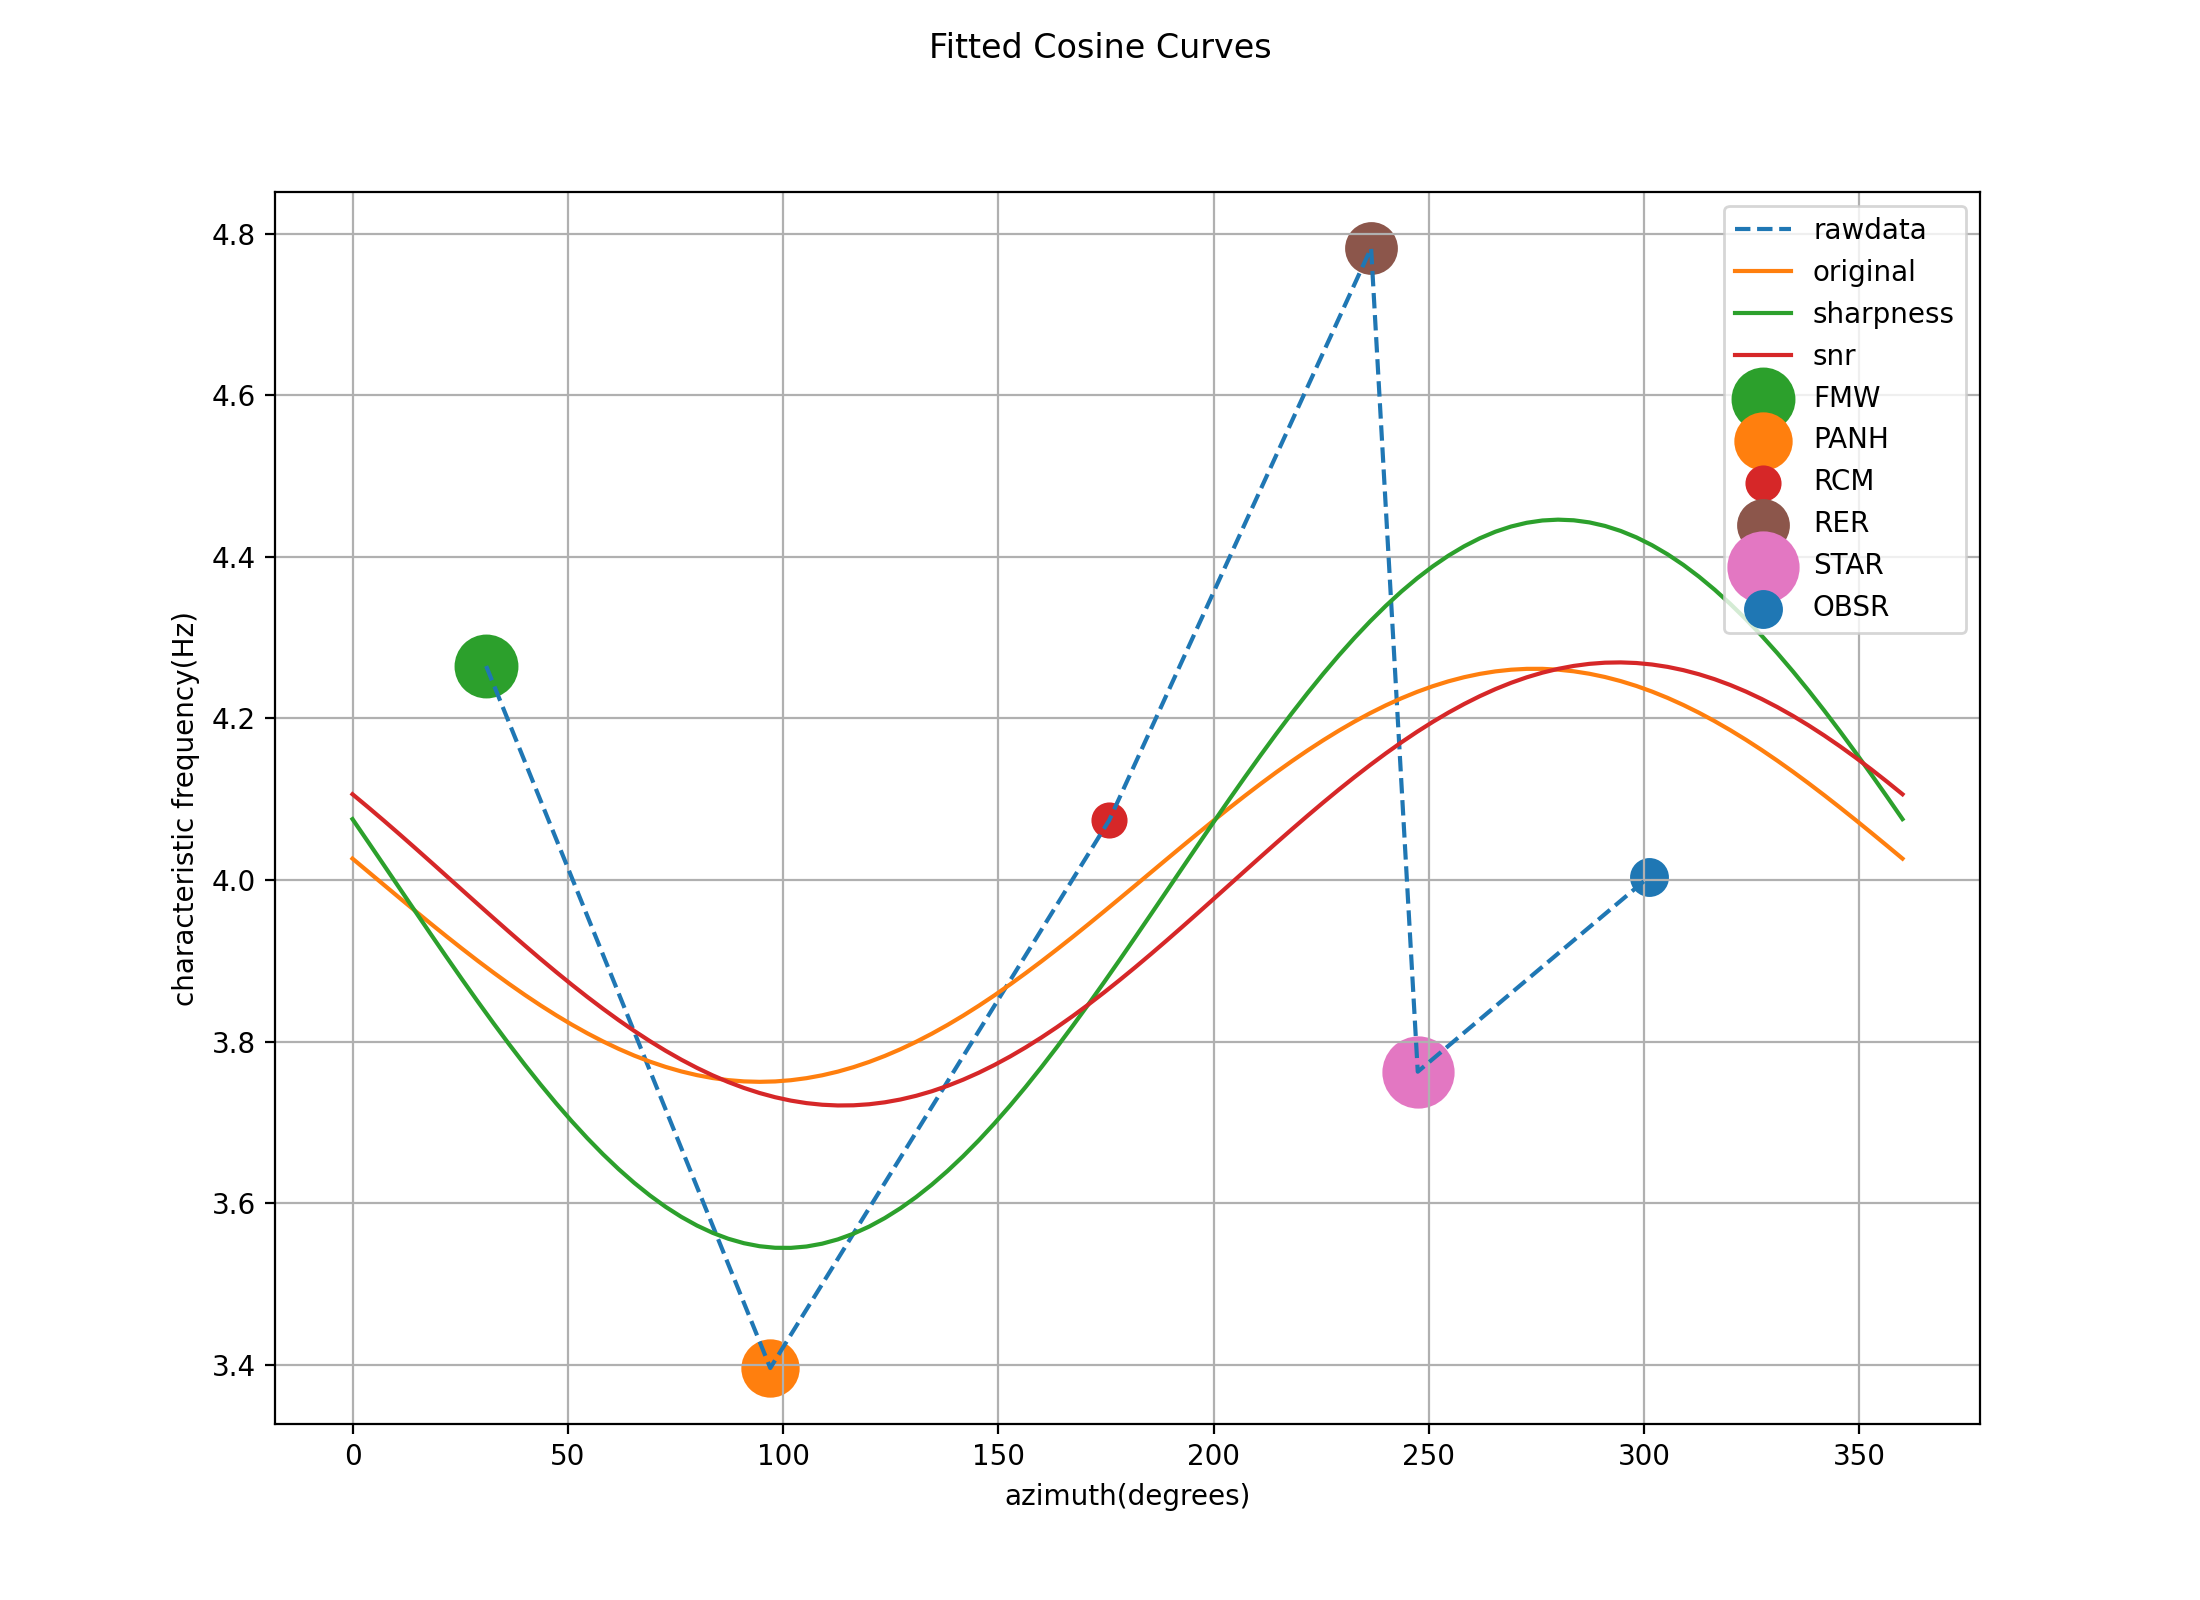 Fitted Cosine Curves
4.8
4.6
4.4
4.2
4.0
3.8
3.6
3.4
characteristic frequency(Hz)
0 50 100 150 200 250 300 350
azimuth(degrees)
rawdata
original
sharpness
snr
FMW
PANH
RCM
RER
STAR
OBSR